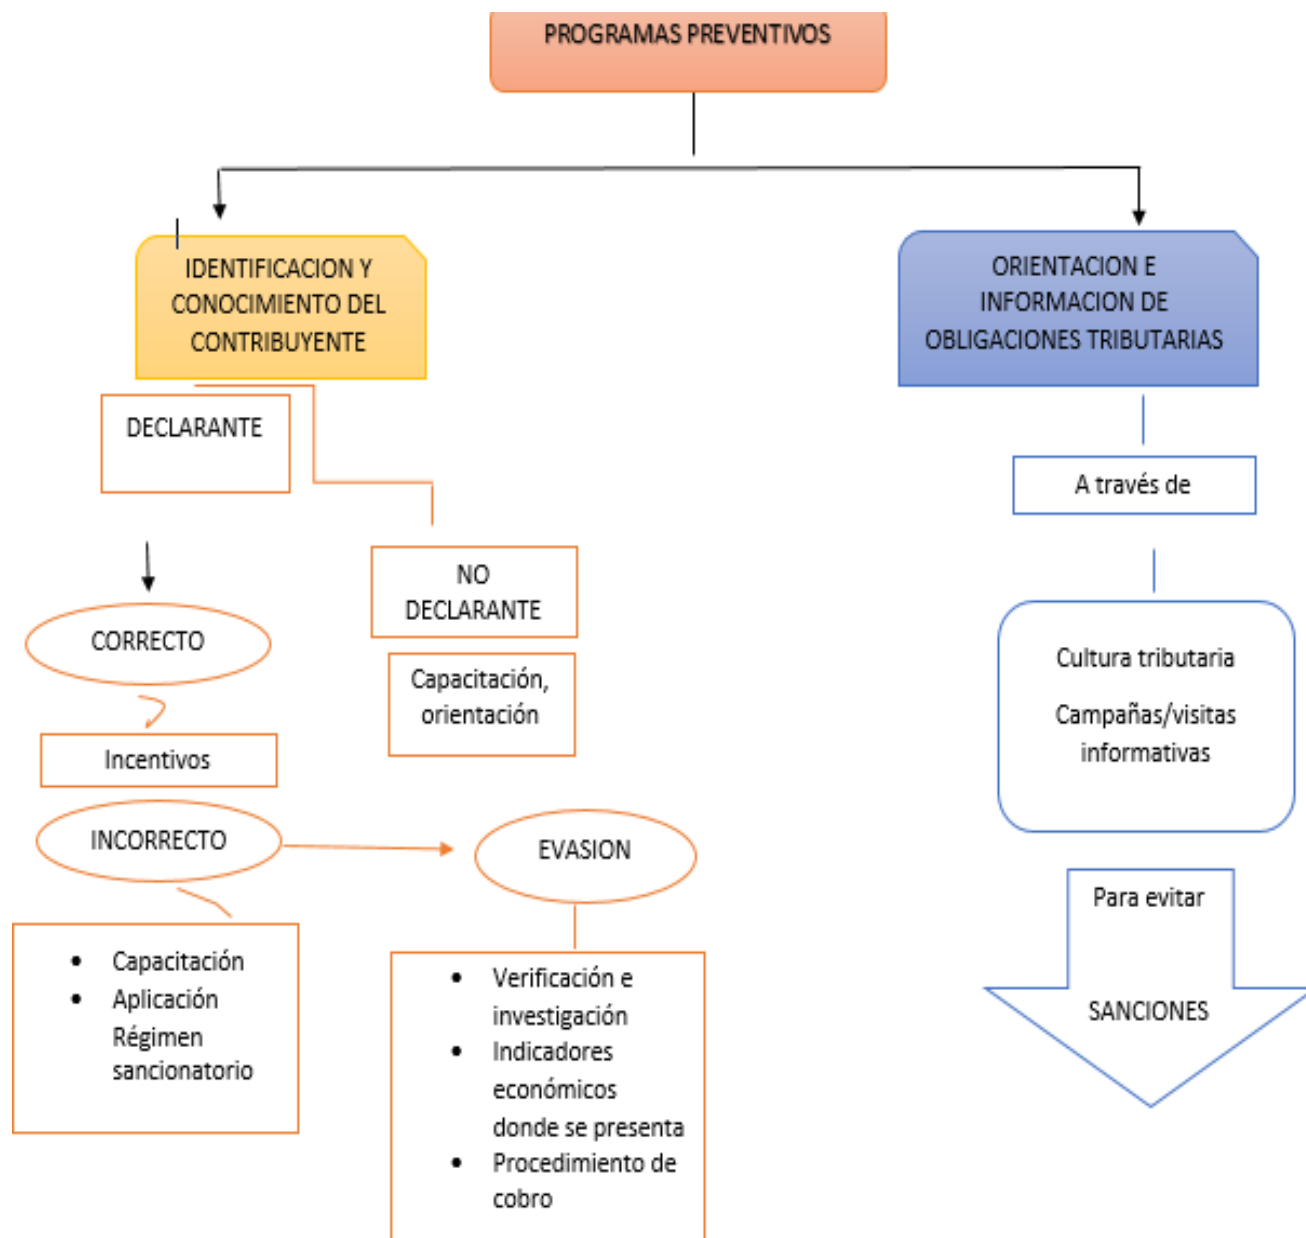 PROGRAMAS PREVENTIVOS
IDENTIFICACION Y
CONOCIMIENTO DEL
CONTRIBUYENTE
DECLARANTE
NO
DECLARANTE
Capacitación,
orientación
CORRECTO
Incentivos
INCORRECTO
EVASION
• Capacitación
• Aplicación
Régimen
sancionatorio
• Verificación e
investigación
• Indicadores
económicos
donde se presenta
• Procedimiento de
cobro
ORIENTACION E
INFORMACION DE
OBLIGACIONES TRIBUTARIAS
A través de
Cultura tributaria
Campañas/visitas
informativas
Para evitar
SANCIONES